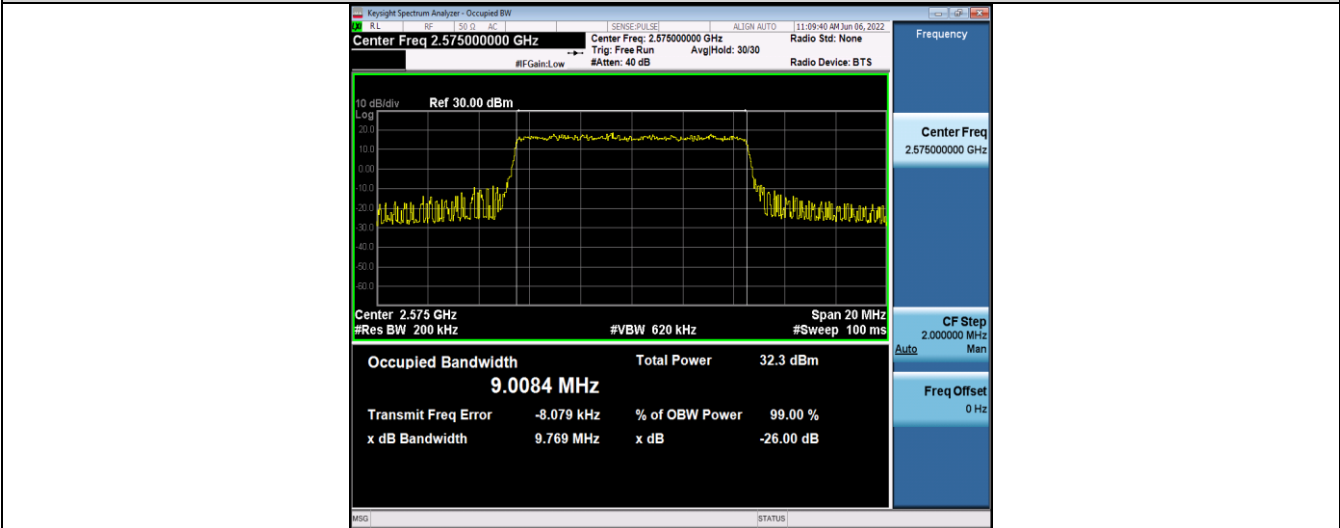 Keysight Spectrum Analyzer - Occupied BW
RL RF 50 Ω AC SENSE:PULSE ALIGN AUTO 11:09:40 AM Jun 06, 2022
Center Freq 2.575000000 GHz
Center Freq: 2.575000000 GHz
Radio Std: None
Trig: Free Run Avg|Hold: 30/30
#IFGain:Low
#Atten: 40 dB
Radio Device: BTS
10 dB/div Ref 30.00 dBm
Log
20.0
10.0
0.00
-10.0
-20.0
-30.0
-40.0
-50.0
-60.0
Center 2.575 GHz Span 20 MHz
#Res BW 200 kHz #VBW 620 kHz #Sweep 100 ms
Occupied Bandwidth Total Power 32.3 dBm
9.0084 MHz
Transmit Freq Error -8.079 kHz % of OBW Power 99.00 %
x dB Bandwidth 9.769 MHz x dB -26.00 dB
Frequency
Center Freq
2.575000000 GHz
CF Step
2.000000 MHz
Auto Man
Freq Offset
0 Hz
MSG STATUS